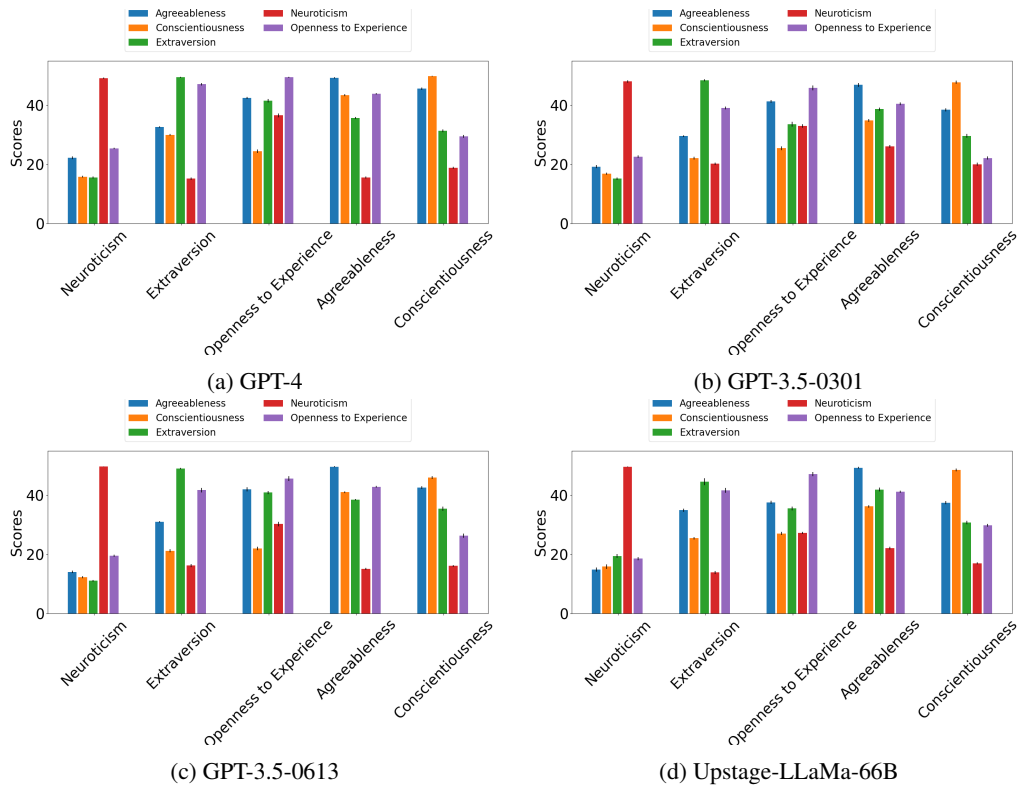 Agreeableness Neuroticism
Conscientiousness Openness to Experience
Extraversion
Scores
40
20
0
Neuroticism
Extraversion
Openness to Experience
Agreeableness
Conscientiousness
(a) GPT-4
Agreeableness Neuroticism
Conscientiousness Openness to Experience
Extraversion
Scores
40
20
0
Neuroticism
Extraversion
Openness to Experience
Agreeableness
Conscientiousness
(b) GPT-3.5-0301
Agreeableness Neuroticism
Conscientiousness Openness to Experience
Extraversion
Scores
40
20
0
Neuroticism
Extraversion
Openness to Experience
Agreeableness
Conscientiousness
(c) GPT-3.5-0613
Agreeableness Neuroticism
Conscientiousness Openness to Experience
Extraversion
Scores
40
20
0
Neuroticism
Extraversion
Openness to Experience
Agreeableness
Conscientiousness
(d) Upstage-LLaMa-66B